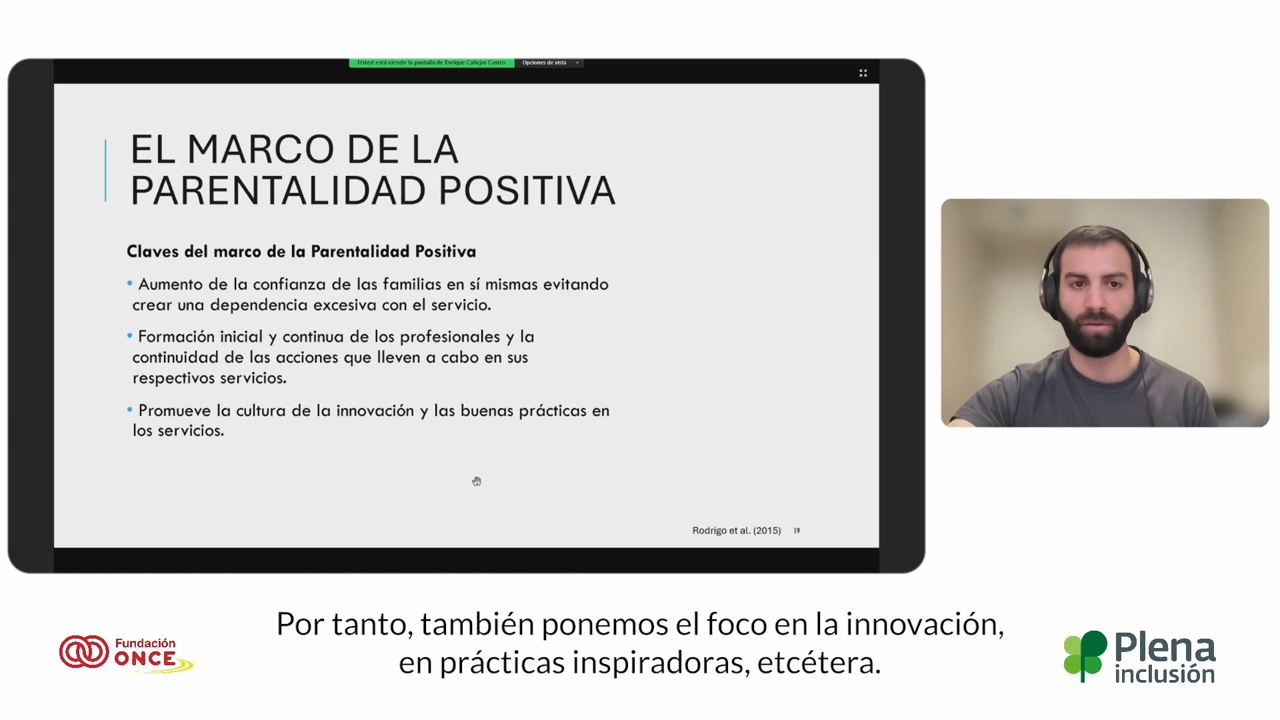 Usted está viendo la pantalla de Enrique Callejas Castro
Opciones de vista
EL MARCO DE LA
PARENTALIDAD POSITIVA
Claves del marco de la Parentalidad Positiva
• Aumento de la confianza de las familias en sí mismas evitando
crear una dependencia excesiva con el servicio.
• Formación inicial y continua de los profesionales y la
continuidad de las acciones que lleven a cabo en sus
respectivos servicios.
• Promueve la cultura de la innovación y las buenas prácticas en
los servicios.
Rodrigo et al. (2015) 19
Por tanto, también ponemos el foco en la innovación,
en prácticas inspiradoras, etcétera.
Fundación
ONCE
Plena
inclusión